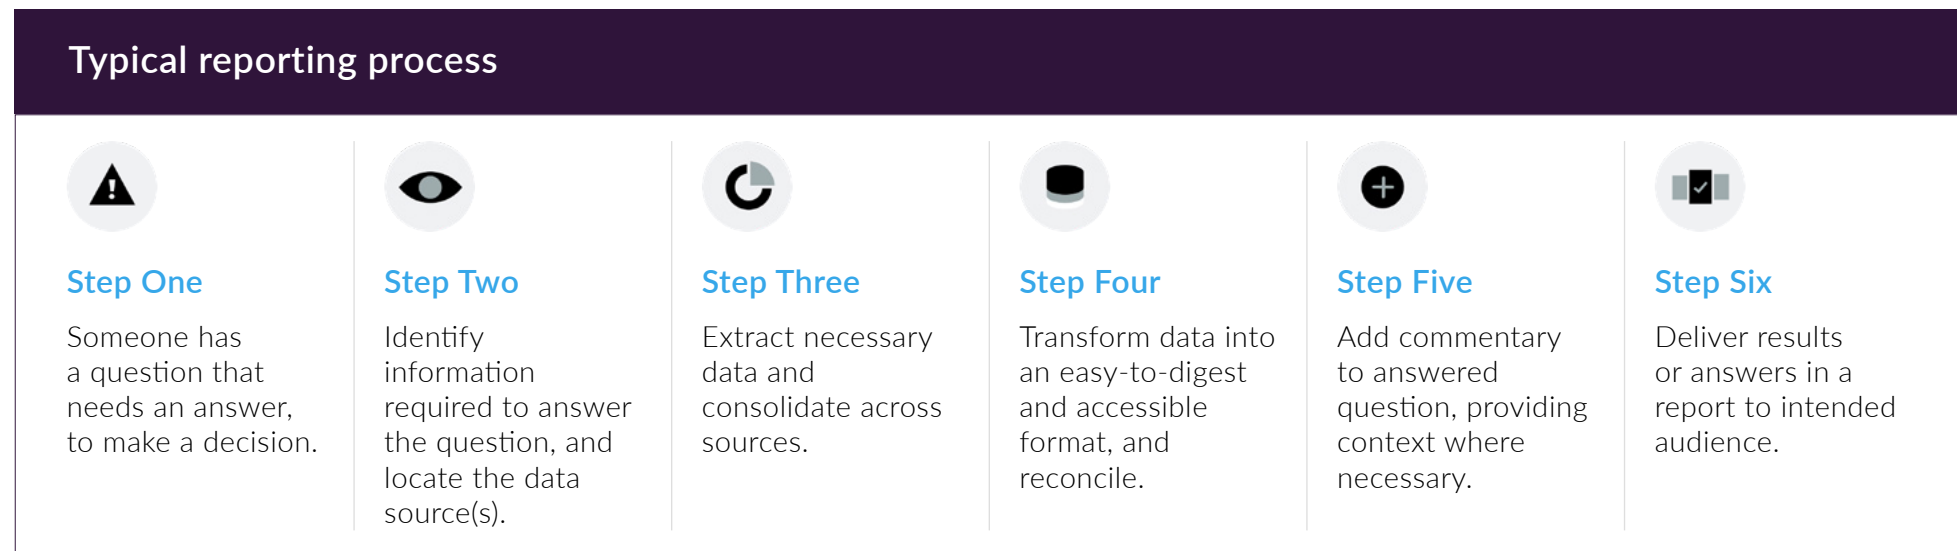 Typical reporting process
Step One
Someone has
a question that
needs an answer,
to make a decision.
Step Two
Identify
information
required to answer
the question, and
locate the data
source(s).
Step Three
Extract necessary
data and
consolidate across
sources.
Step Four
Transform data into
an easy-to-digest
and accessible
format, and
reconcile.
Step Five
Add commentary
to answered
question, providing
context where
necessary.
Step Six
Deliver results
or answers in a
report to intended
audience.